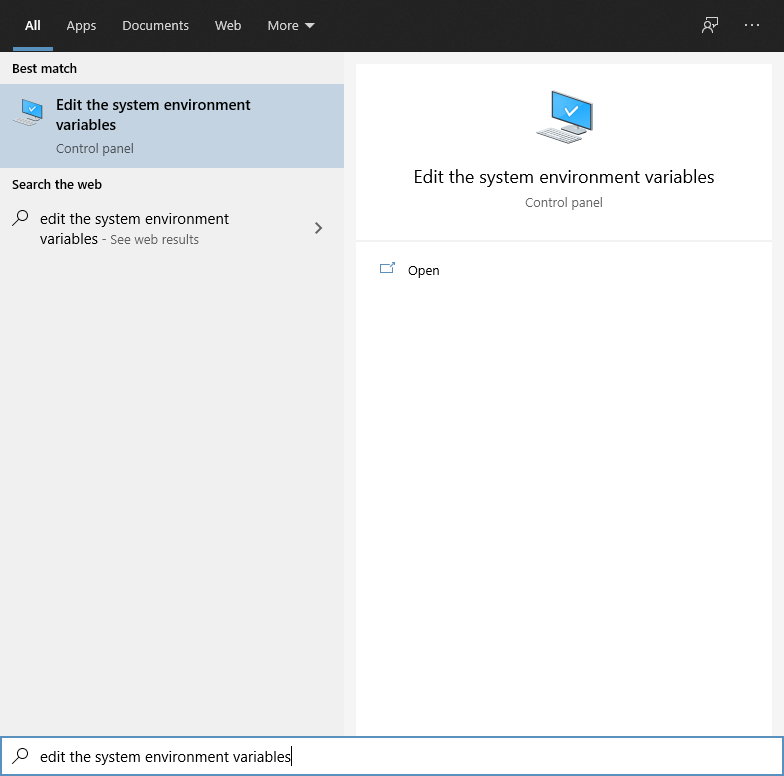 All Apps Documents Web More
Best match
Edit the system environment
variables
Control panel
Search the web
edit the system environment
variables - See web results
Edit the system environment variables
Control panel
Open
edit the system environment variables